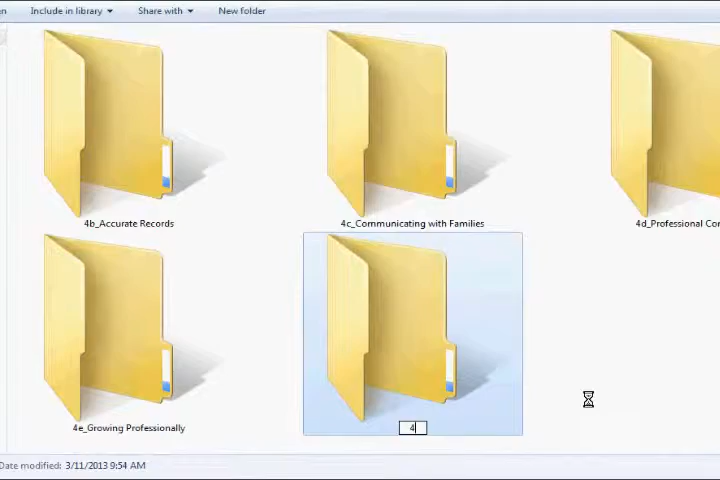 Include in library Share with New folder
4b_Accurate Records 4c_Communicating with Families 4d_Professional
4e_Growing Professionally 4
Date modified: 3/11/2013 9:54 AM